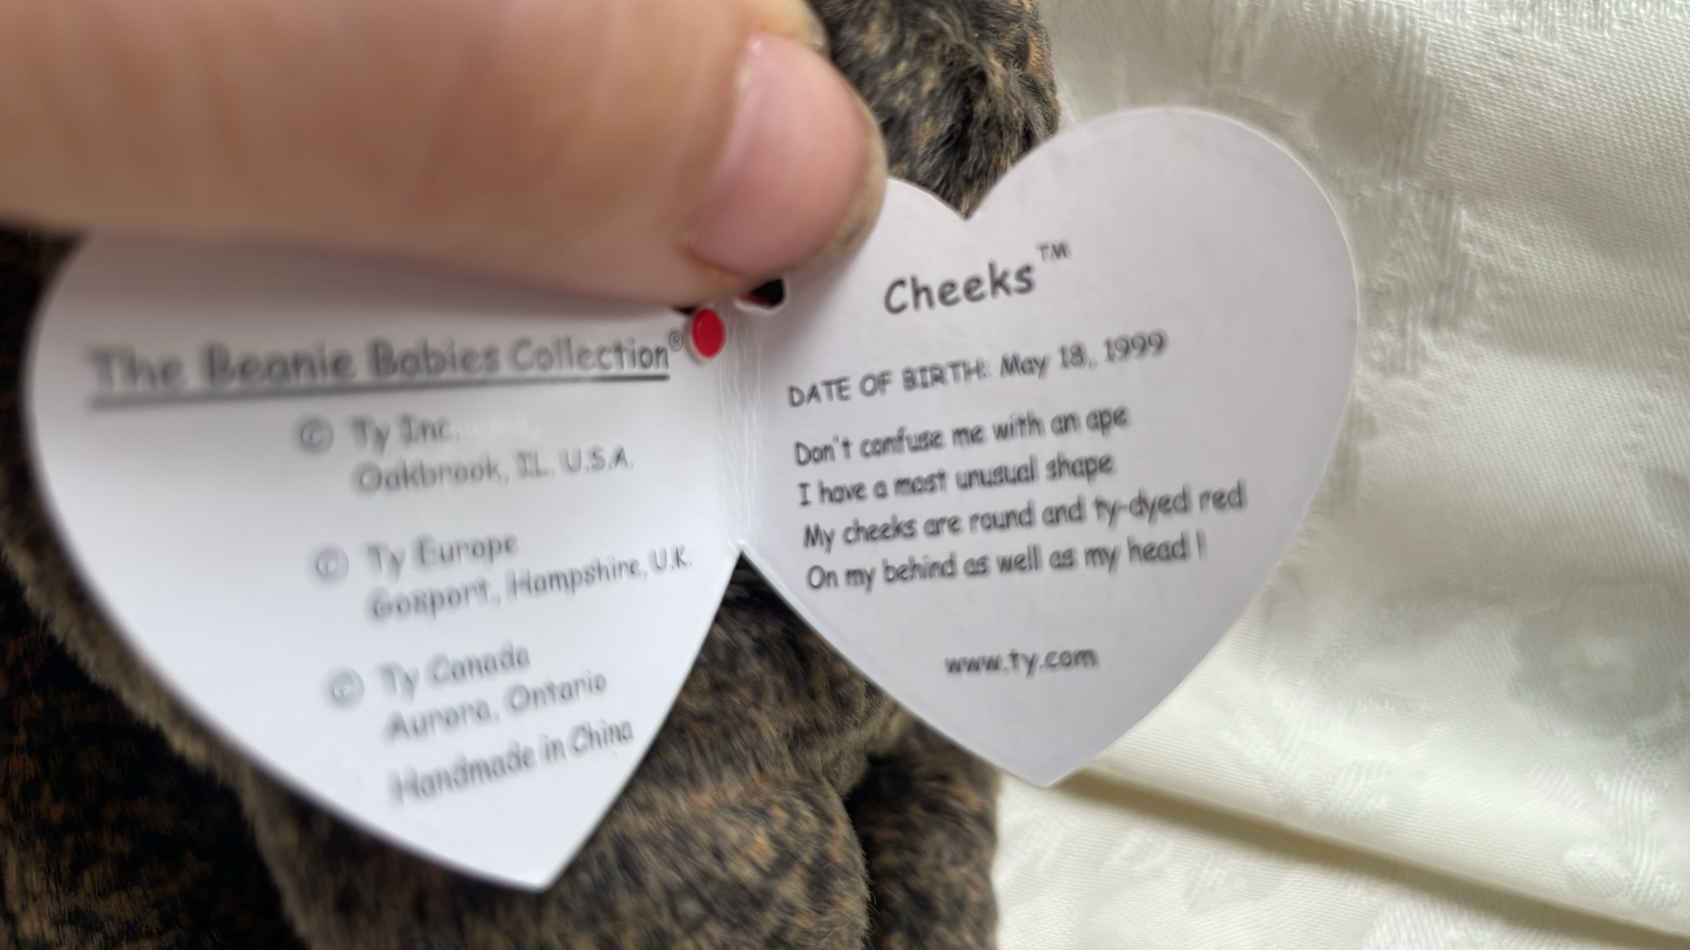 The Beanie Babies Collection®
© Ty Inc.
Oakbrook, IL, U.S.A.
© Ty Europe
Gosport, Hampshire, U.K.
© Ty Canada
Aurora, Ontario
Handmade in China
Cheeks™
DATE OF BIRTH: May 18, 1999
Don't confuse me with an ape
I have a most unusual shape
My cheeks are round and ty-dyed red
On my behind as well as my head !
www.ty.com